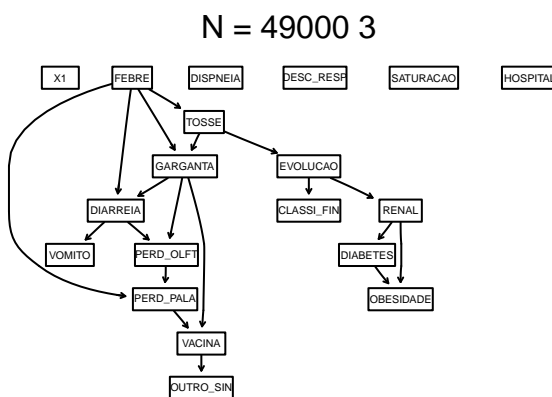 N = 49000 3
X1 FEBRE DISPNEIA DESC_RESP SATURACAO HOSPITAL
TOSSE
GARGANTA EVOLUCAO
DIARREIA CLASSI_FIN RENAL
VOMITO PERD_OLFT DIABETES
PERD_PALA OBESIDADE
VACINA
OUTRO_SIN